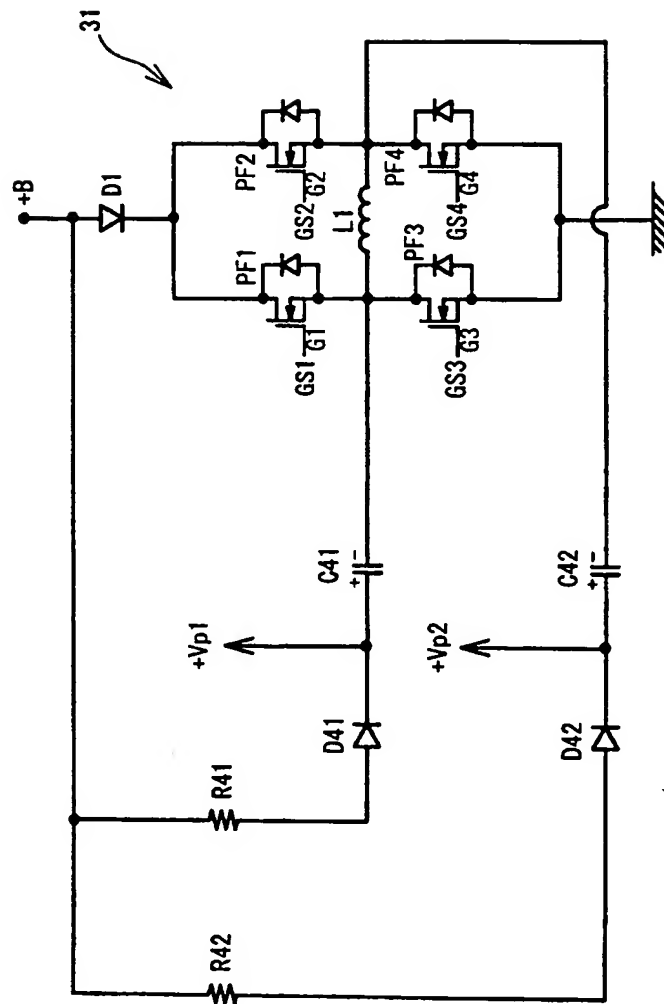 31
+B
D1
PF1
PF2
GS1
G1
GS2
G2
L1
PF3
PF4
GS3
G3
GS4
G4
C41
+ −
+Vp1
D41
R41
C42
+ −
+Vp2
D42
R42